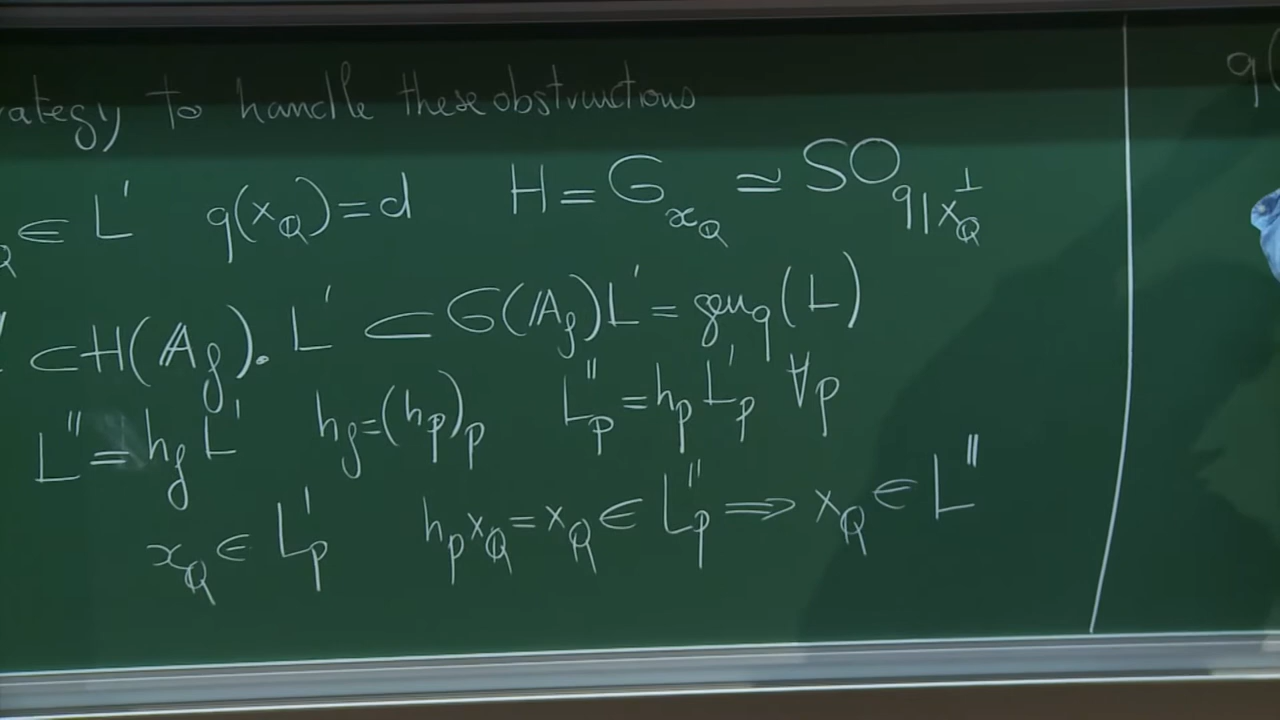 rategy to handle these obstructions
Q ∈ L' q(x_Q)=d H=G_{x_Q} ≃ SO_{q|x_Q^⊥}
⊂H(𝔸_f). L' ⊂ G(𝔸_f)L' = gen_q(L)
L''=h_f L' h_f=(h_p)_p L''_p=h_p L'_p ∀p
x_Q ∈ L'_p h_p x_Q=x_Q ∈ L''_p ⟹ x_Q ∈ L''
q(